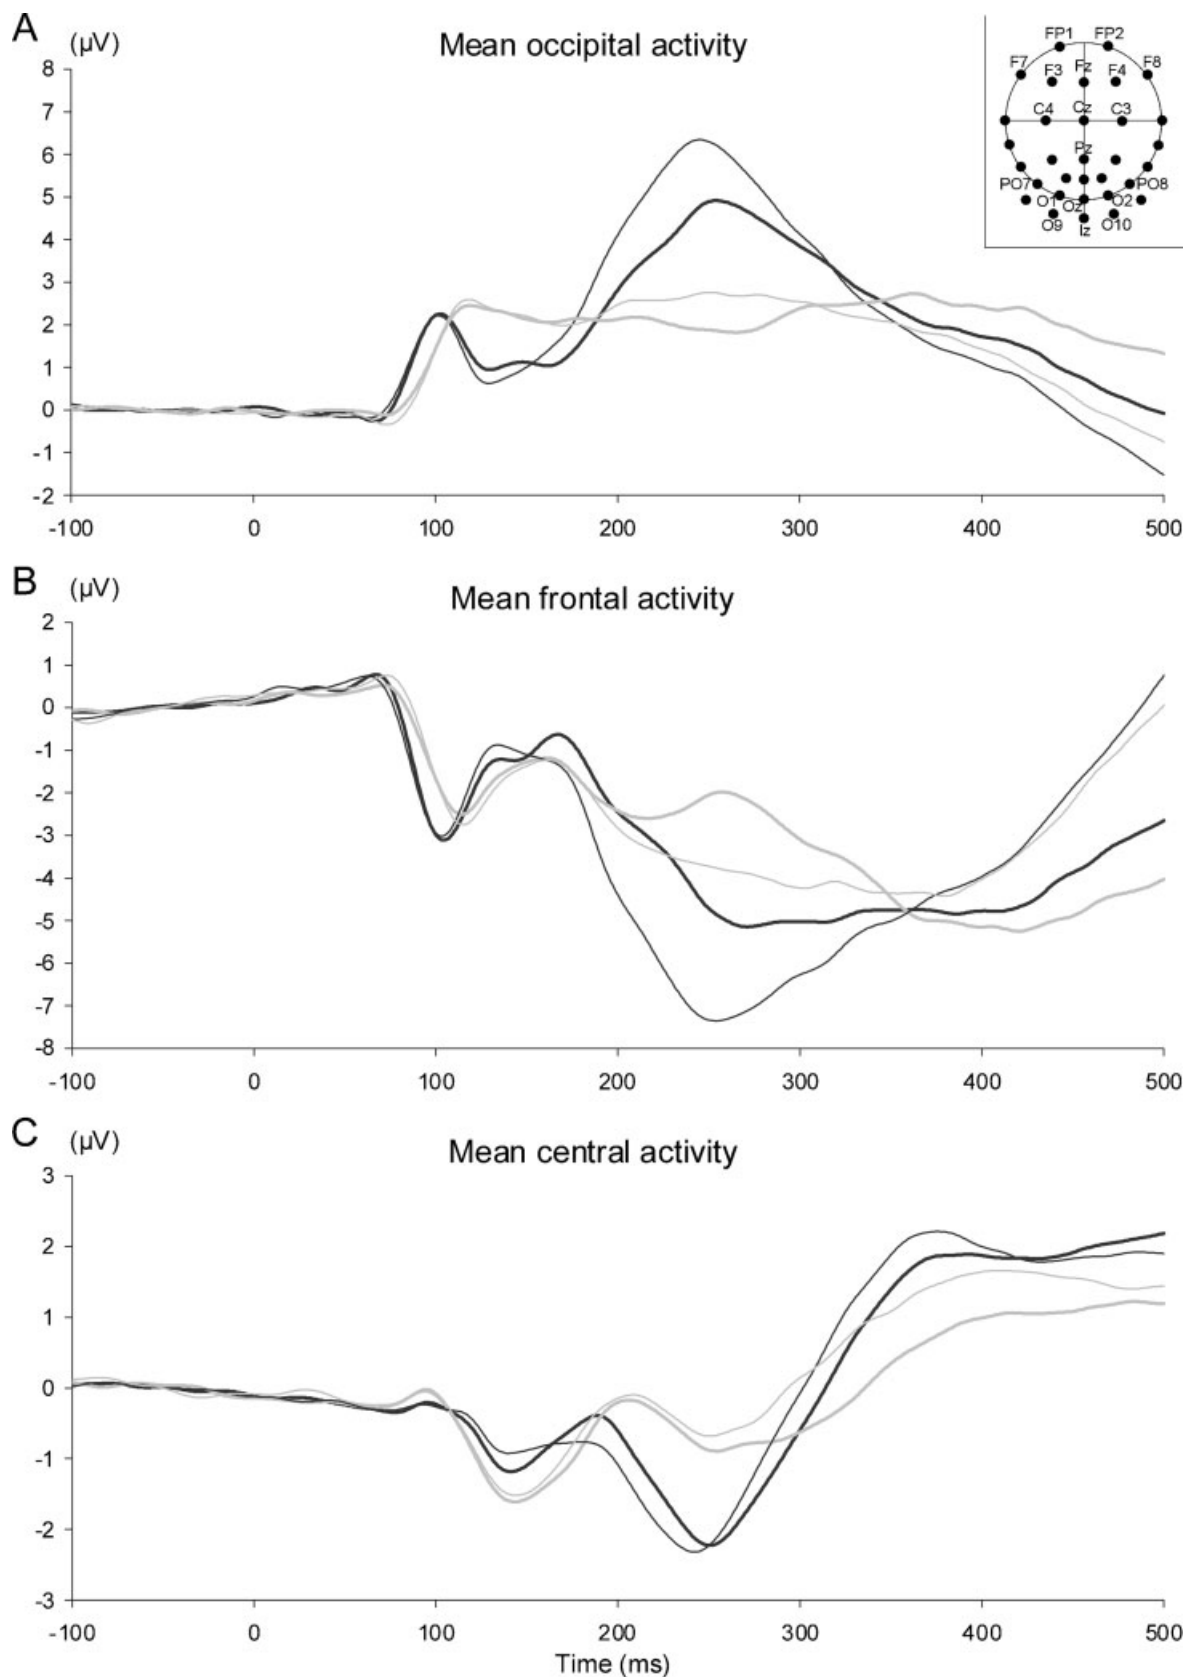 A (µV) Mean occipital activity
8
7
6
5
4
3
2
1
0
-1
-2
-100 0 100 200 300 400 500
FP1 FP2
F7 F3 Fz F4 F8
C4 Cz C3
Pz
PO7 PO8
O1 Oz O2
O9 Iz O10
B (µV) Mean frontal activity
2
1
0
-1
-2
-3
-4
-5
-6
-7
-8
-100 0 100 200 300 400 500
C (µV) Mean central activity
3
2
1
0
-1
-2
-3
-100 0 100 200 300 400 500
Time (ms)